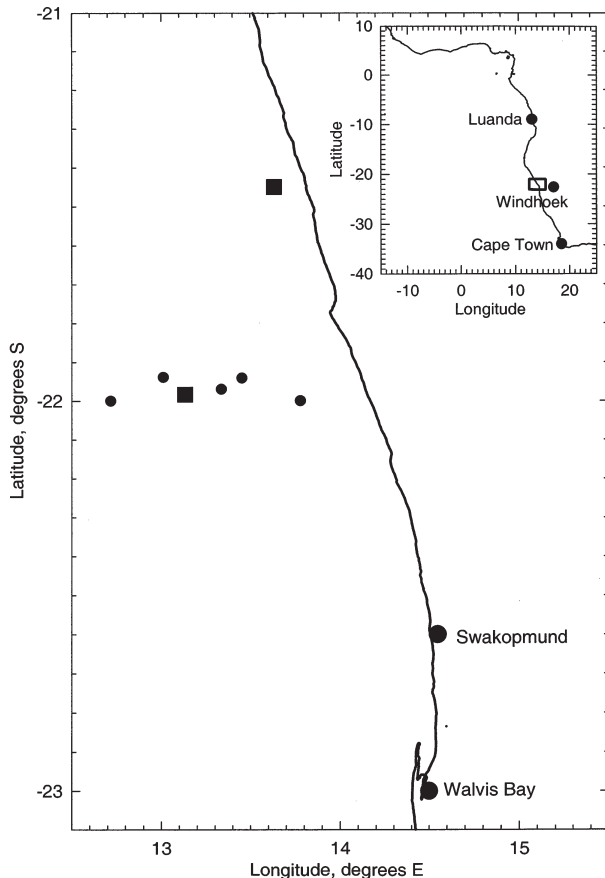 -21
-22
-23
Latitude, degrees S
13
14
15
Longitude, degrees E
Swakopmund
Walvis Bay
10
0
-10
-20
-30
-40
Latitude
Luanda
Windhoek
Cape Town
-10
0
10
20
Longitude